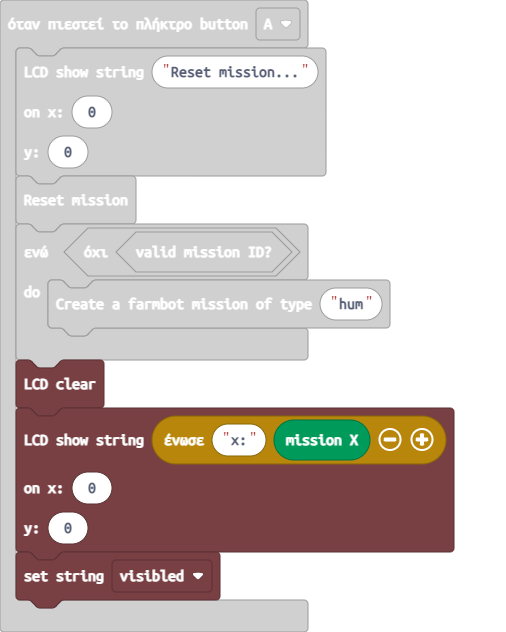 όταν πιεστεί το πλήκτρο button A
LCD show string "Reset mission..."
on x: 0
y: 0
Reset mission
ενώ όχι valid mission ID?
do Create a farmbot mission of type "hum"
LCD clear
LCD show string ένωσε "x:" mission X
on x: 0
y: 0
set string visibled